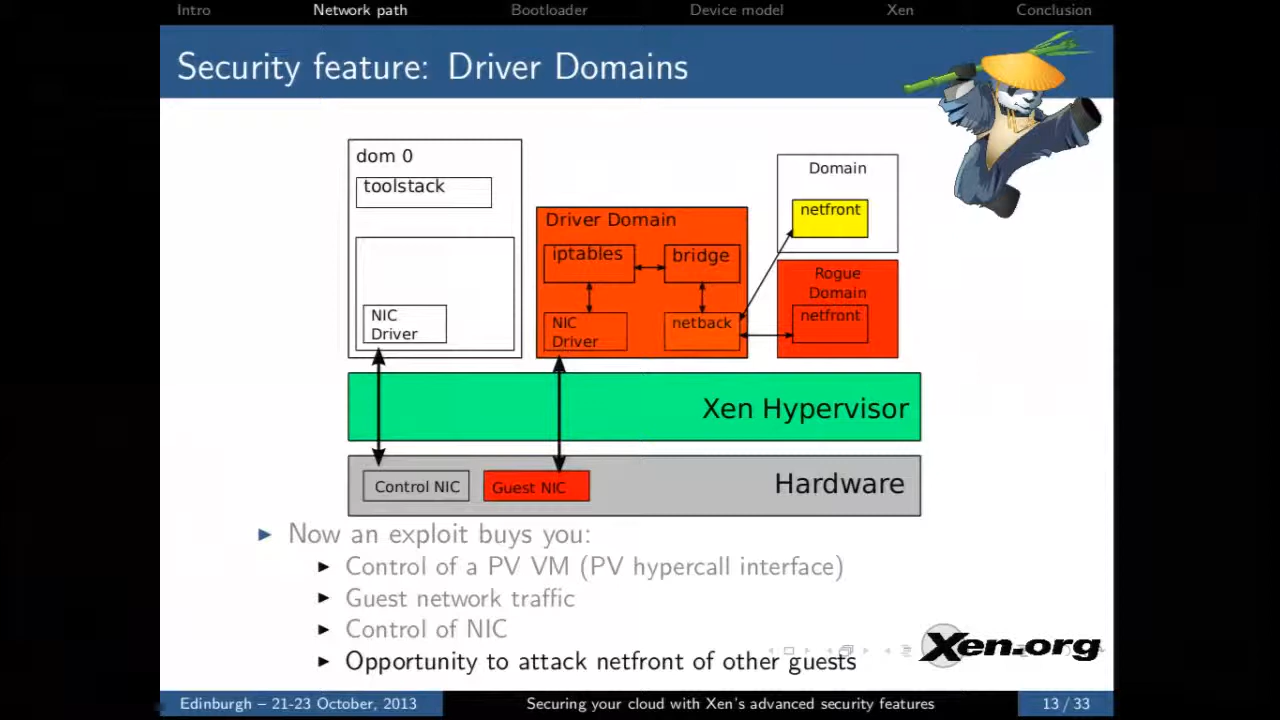 Intro Network path Bootloader Device model Xen Conclusion
Security feature: Driver Domains
dom 0
toolstack
NIC
Driver
Driver Domain
iptables
bridge
NIC
Driver
netback
Domain
netfront
Rogue
Domain
netfront
Xen Hypervisor
Control NIC
Guest NIC
Hardware
Now an exploit buys you:
Control of a PV VM (PV hypercall interface)
Guest network traffic
Control of NIC
Opportunity to attack netfront of other guests
Xen.org
Edinburgh – 21-23 October, 2013 Securing your cloud with Xen's advanced security features 13 / 33